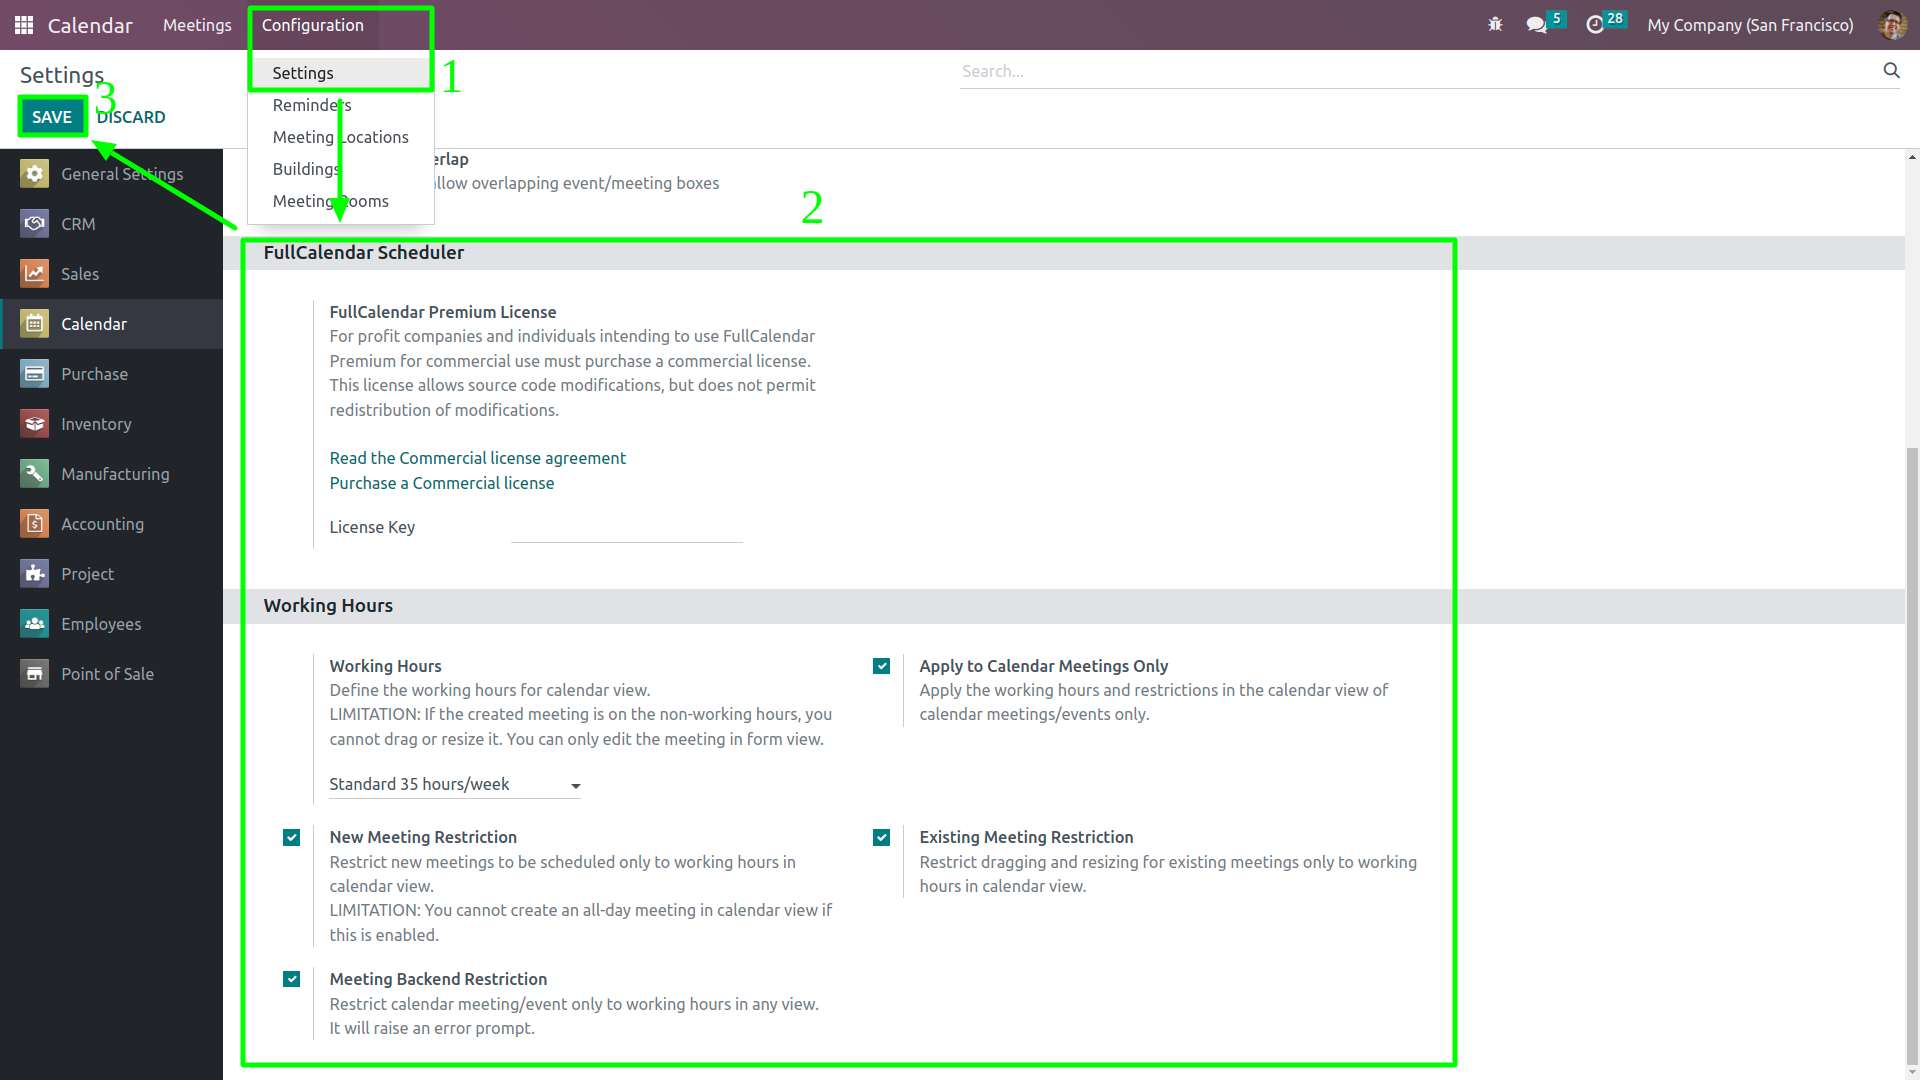 Calendar Meetings Configuration 5 28 My Company (San Francisco)
Settings
Search...
SAVE DISCARD
Settings
Reminders
Meeting Locations
Buildings
Meeting Rooms
1
2
3
General Settings
CRM
Sales
Calendar
Purchase
Inventory
Manufacturing
Accounting
Project
Employees
Point of Sale
overlapping event/meeting boxes
FullCalendar Scheduler
FullCalendar Premium License
For profit companies and individuals intending to use FullCalendar
Premium for commercial use must purchase a commercial license.
This license allows source code modifications, but does not permit
redistribution of modifications.
Read the Commercial license agreement
Purchase a Commercial license
License Key
Working Hours
Working Hours
Define the working hours for calendar view.
LIMITATION: If the created meeting is on the non-working hours, you
cannot drag or resize it. You can only edit the meeting in form view.
Standard 35 hours/week
Apply to Calendar Meetings Only
Apply the working hours and restrictions in the calendar view of
calendar meetings/events only.
New Meeting Restriction
Restrict new meetings to be scheduled only to working hours in
calendar view.
LIMITATION: You cannot create an all-day meeting in calendar view if
this is enabled.
Existing Meeting Restriction
Restrict dragging and resizing for existing meetings only to working
hours in calendar view.
Meeting Backend Restriction
Restrict calendar meeting/event only to working hours in any view.
It will raise an error prompt.